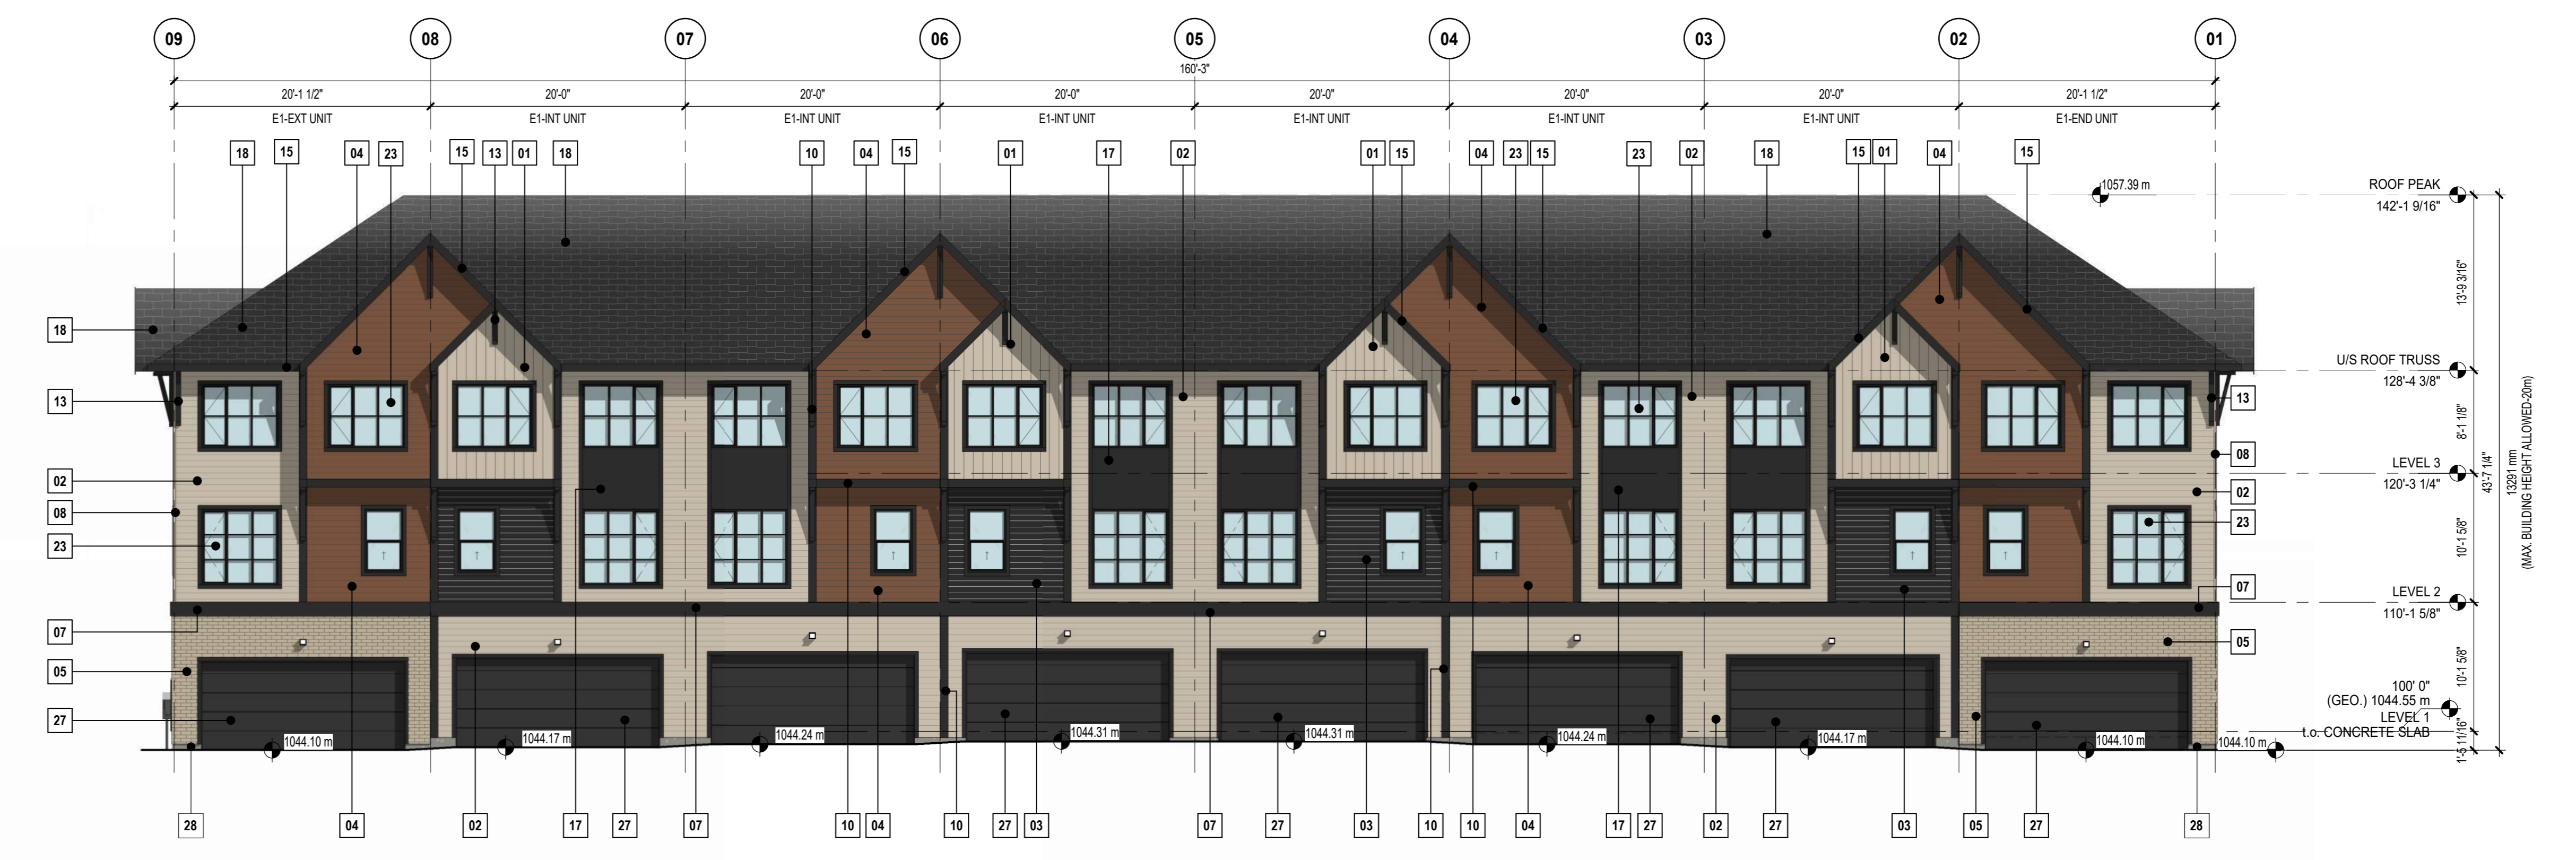 09 08 07 06 05 04 03 02 01
160'-3"
20'-1 1/2" 20'-0" 20'-0" 20'-0" 20'-0" 20'-0" 20'-0" 20'-1 1/2"
E1-EXT UNIT E1-INT UNIT E1-INT UNIT E1-INT UNIT E1-INT UNIT E1-INT UNIT E1-INT UNIT E1-END UNIT
18 15 04 23 15 13 01 18 10 04 15 01 17 02 01 15 04 23 15 23 02 18 15 01 04 15
1057.39 m
ROOF PEAK
142'-1 9/16"
13'-9 3/16"
18
U/S ROOF TRUSS
128'-4 3/8"
13
13
8'-1 1/8"
08
LEVEL 3
120'-3 1/4"
02
02
08
23
23
10'-1 5/8"
43'-7 1/4"
13291 mm
(MAX. BUILDING HEIGHT ALLOWED-20m)
07
LEVEL 2
110'-1 5/8"
07
05
05
10'-1 5/8"
27
100' 0"
(GEO.) 1044.55 m
LEVEL 1
t.o. CONCRETE SLAB
1'-5 11/16"
1044.10 m 1044.17 m 1044.24 m 1044.31 m 1044.31 m 1044.24 m 1044.17 m 1044.10 m 1044.10 m
28 04 02 17 27 07 10 04 10 27 03 07 27 03 10 10 04 17 27 02 27 03 05 27 28